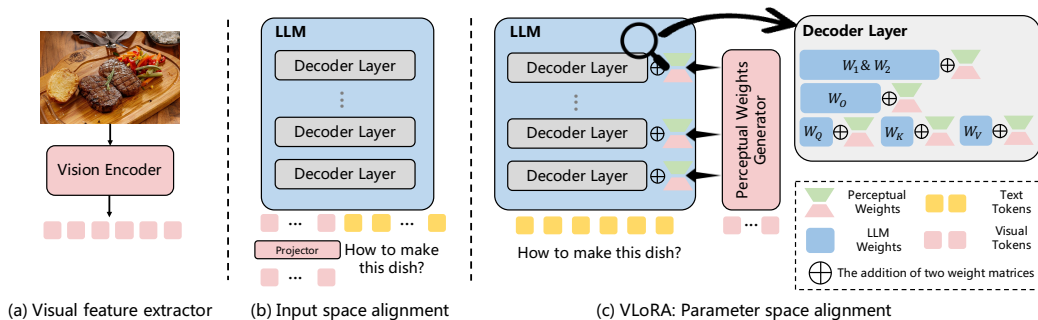 Vision Encoder
(a) Visual feature extractor
LLM
Decoder Layer
Decoder Layer
Decoder Layer
...
...
Projector
...
How to make
this dish?
(b) Input space alignment
LLM
Decoder Layer
Decoder Layer
Decoder Layer
How to make this dish?
Perceptual Weights
Generator
...
Decoder Layer
W1 & W2
WO
WQ
WK
WV
Perceptual
Weights
Text
Tokens
LLM
Weights
Visual
Tokens
The addition of two weight matrices
(c) VLoRA: Parameter space alignment